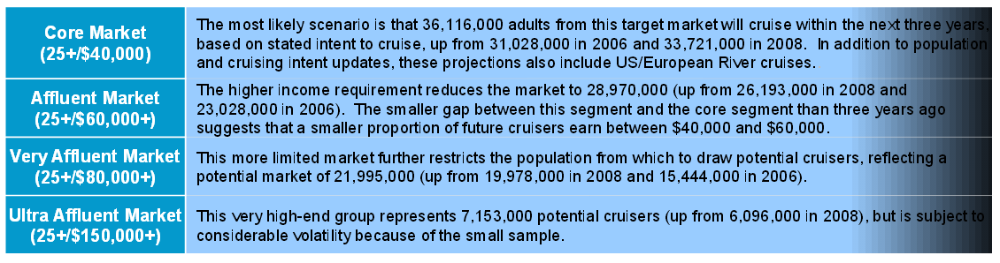 Core Market
(25+/$40,000)
The most likely scenario is that 36,116,000 adults from this target market will cruise within the next three years,
based on stated intent to cruise, up from 31,028,000 in 2006 and 33,721,000 in 2008.  In addition to population
and cruising intent updates, these projections also include US/European River cruises.
Affluent Market
(25+/$60,000+)
The higher income requirement reduces the market to 28,970,000 (up from 26,193,000 in 2008 and
23,028,000 in 2006).  The smaller gap between this segment and the core segment than three years ago
suggests that a smaller proportion of future cruisers earn between $40,000 and $60,000.
Very Affluent Market
(25+/$80,000+)
This more limited market further restricts the population from which to draw potential cruisers, reflecting a
potential market of 21,995,000 (up from 19,978,000 in 2008 and 15,444,000 in 2006).
Ultra Affluent Market
(25+/$150,000+)
This very high-end group represents 7,153,000 potential cruisers (up from 6,096,000 in 2008), but is subject to
considerable volatility because of the small sample.